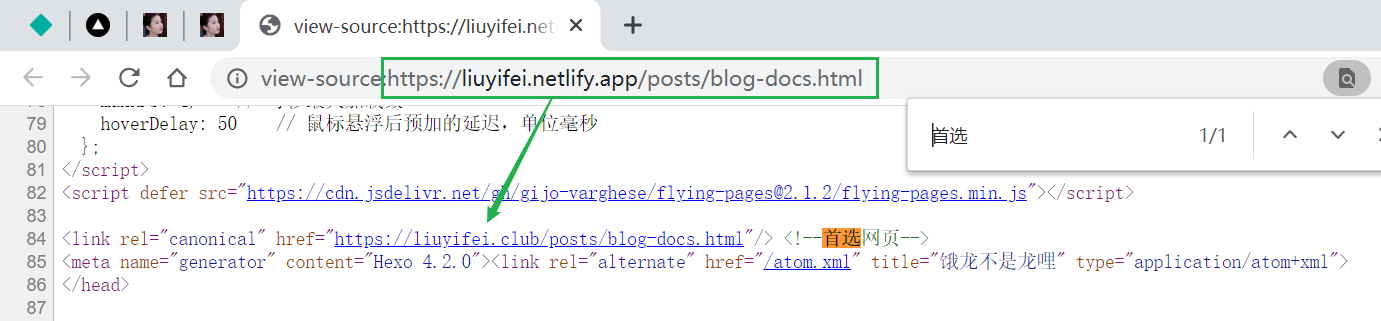 view-source:https://liuyifei.net
view-source:https://liuyifei.netlify.app/posts/blog-docs.html
首选 1/1
79 hoverDelay: 50 // 鼠标悬浮后预加的延迟，单位毫秒
80 };
81 </script>
82 <script defer src="https://cdn.jsdelivr.net/gh/gijo-varghese/flying-pages@2.1.2/flying-pages.min.js"></script>
83
84 <link rel="canonical" href="https://liuyifei.club/posts/blog-docs.html"/> <!--首选网页-->
85 <meta name="generator" content="Hexo 4.2.0"><link rel="alternate" href="/atom.xml" title="饿龙不是龙哩" type="application/atom+xml">
86 </head>
87